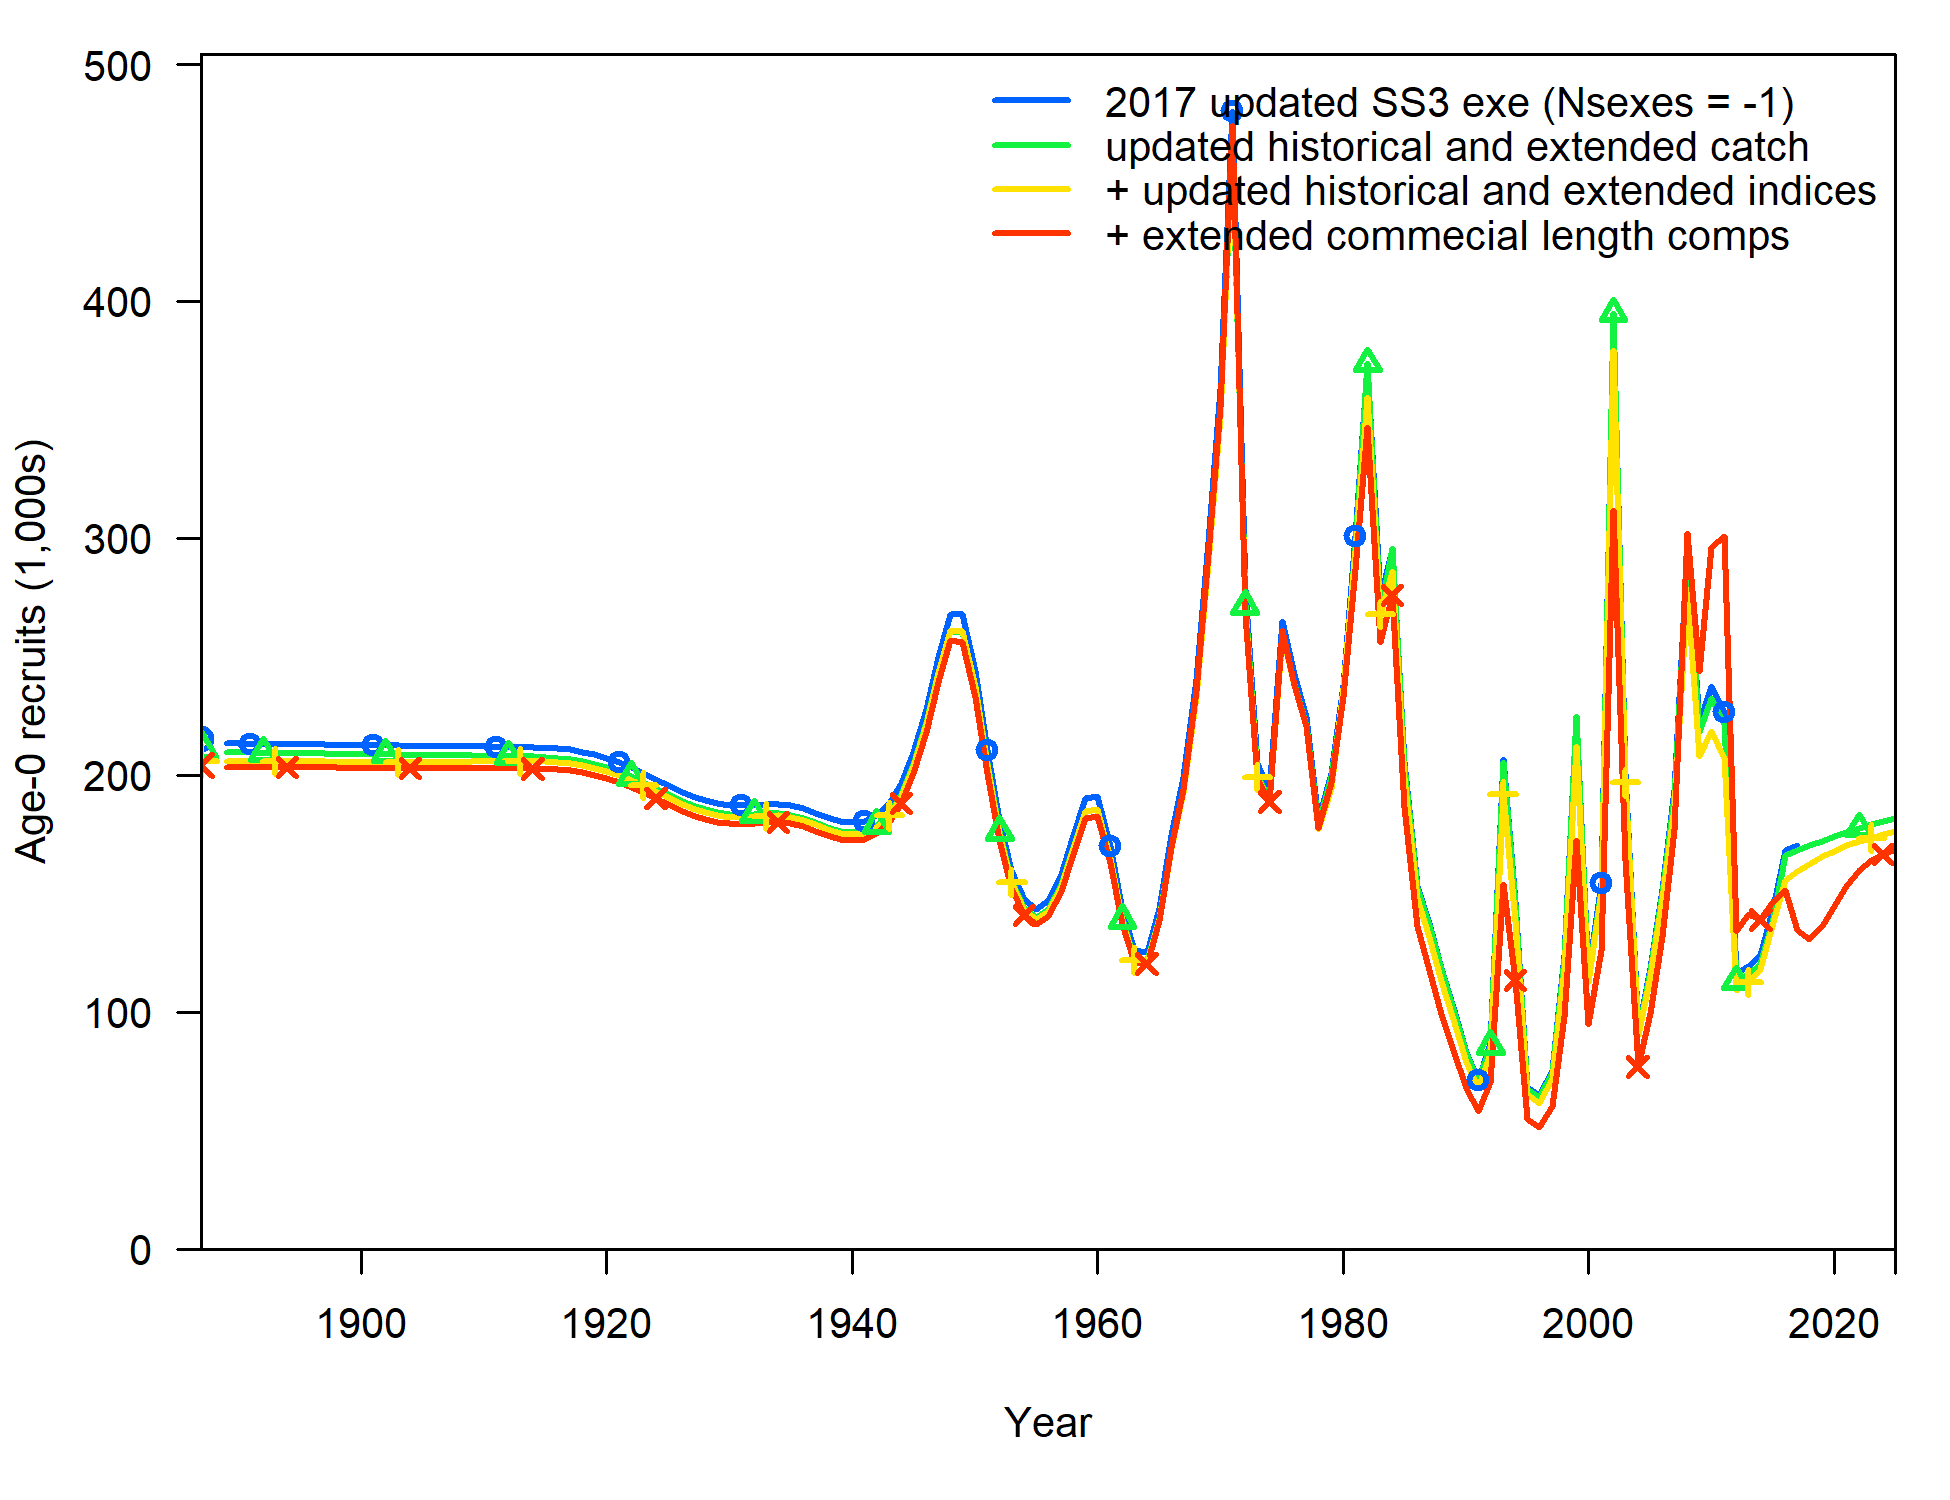 500
400
300
200
100
0
Age-0 recruits (1,000s)
2017 updated SS3 exe (Nsexes = -1)
updated historical and extended catch
+ updated historical and extended indices
+ extended commecial length comps
1900 1920 1940 1960 1980 2000 2020
Year